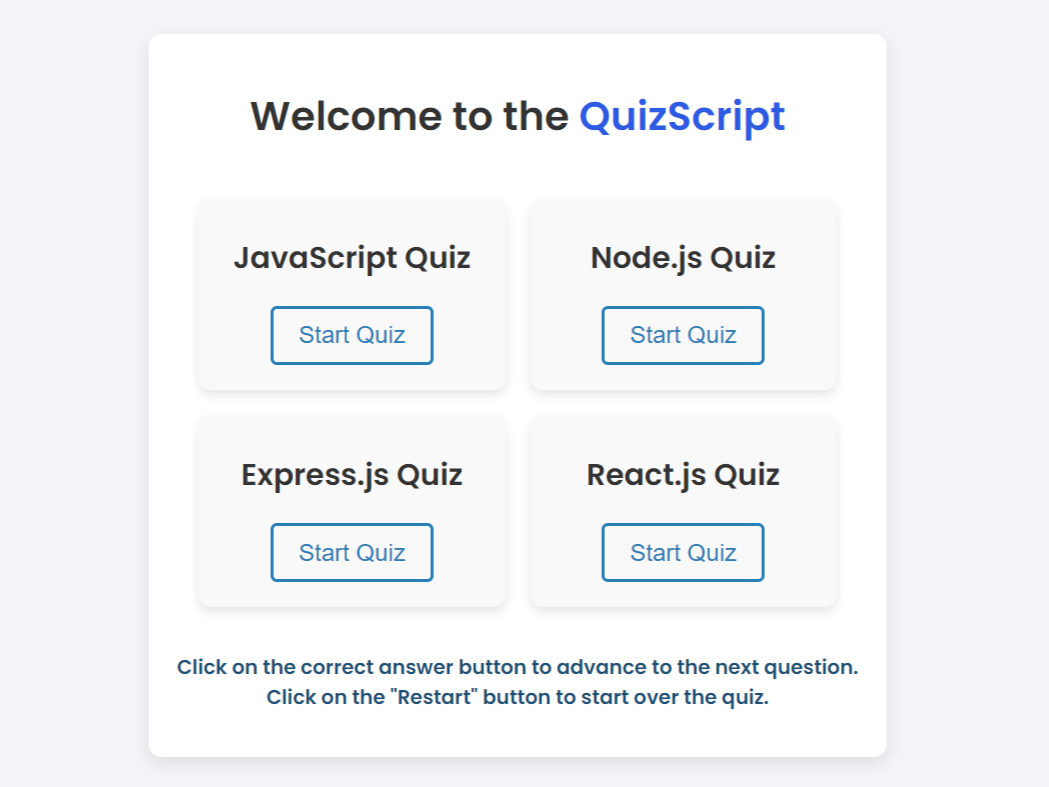 Welcome to the QuizScript
JavaScript Quiz
Start Quiz
Node.js Quiz
Start Quiz
Express.js Quiz
Start Quiz
React.js Quiz
Start Quiz
Click on the correct answer button to advance to the next question.
Click on the "Restart" button to start over the quiz.